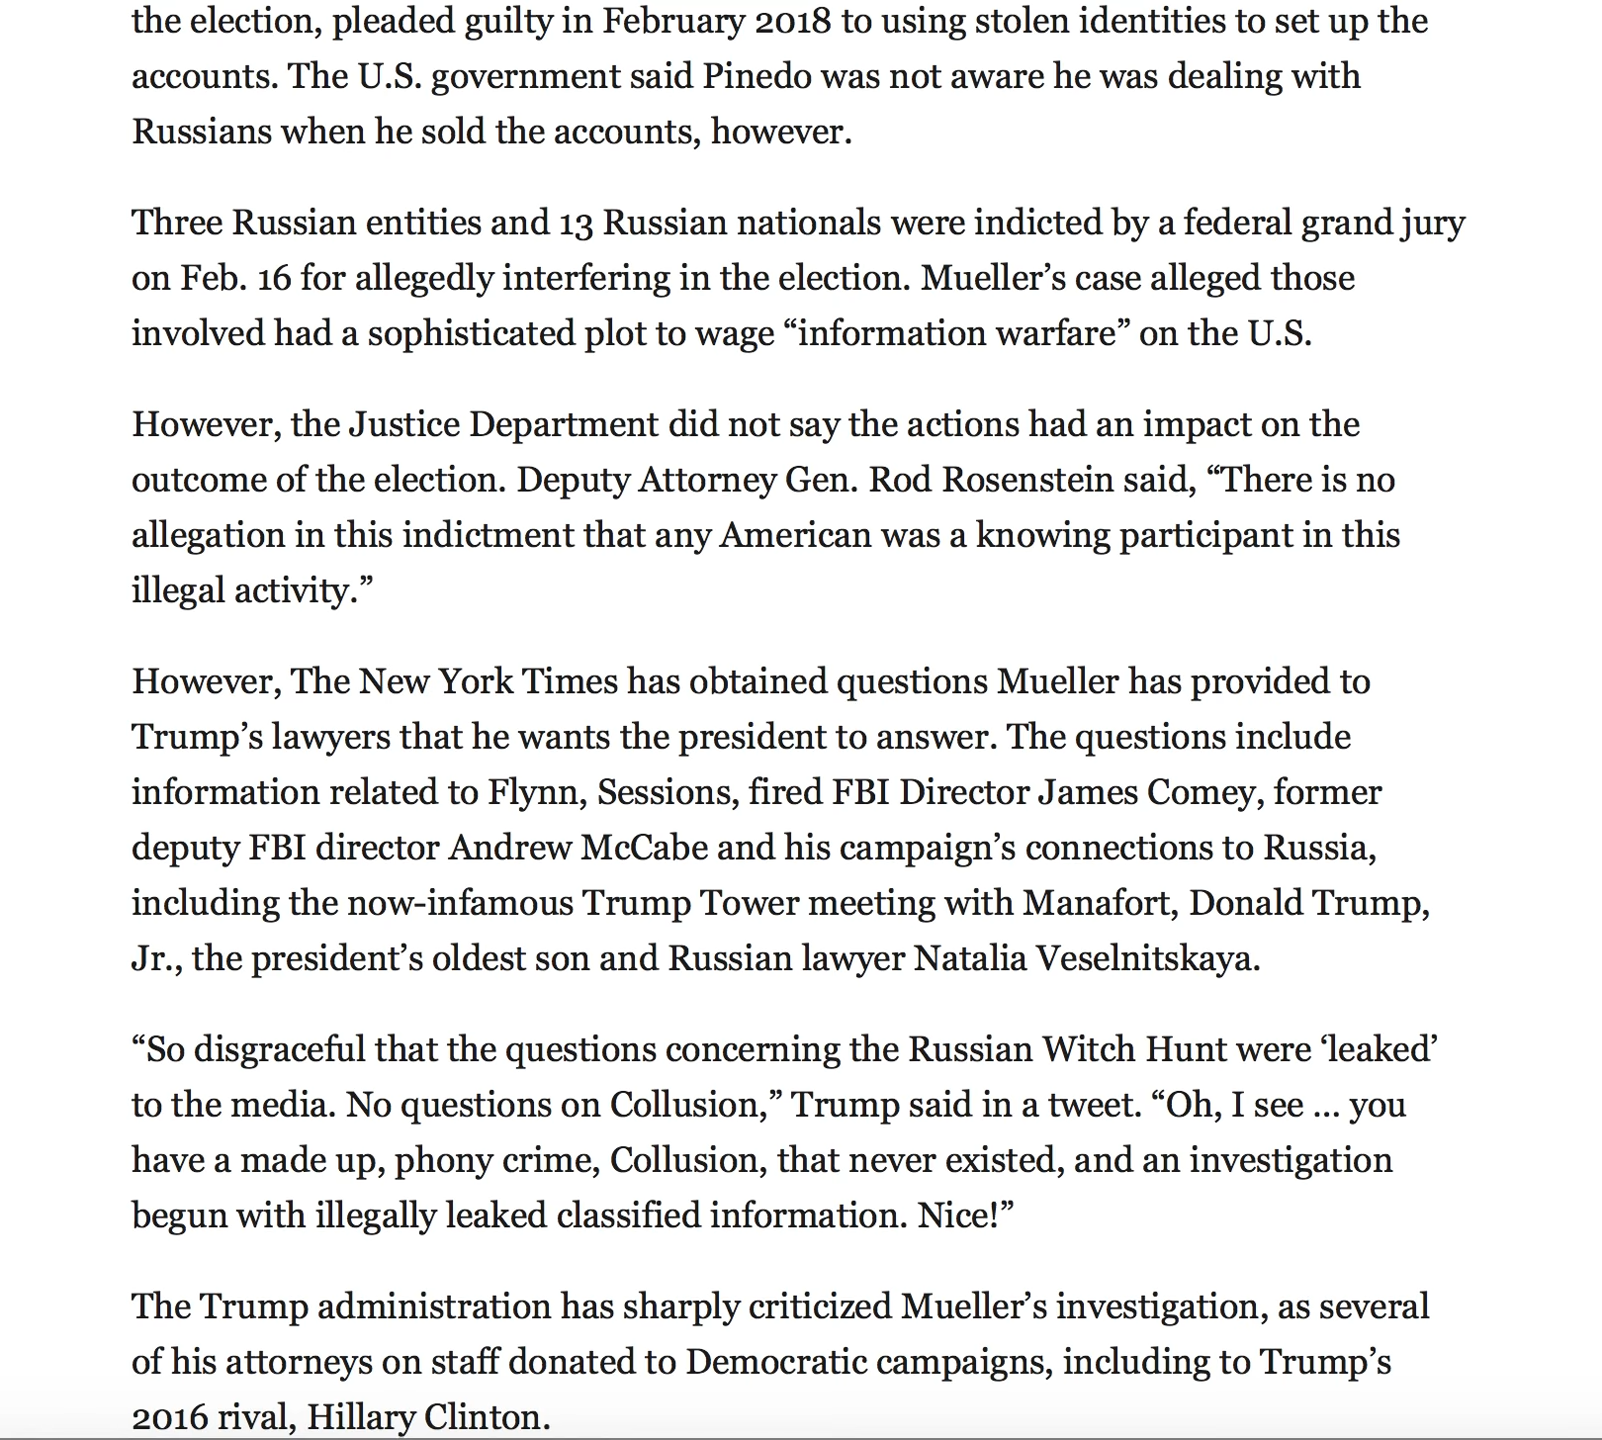 the election, pleaded guilty in February 2018 to using stolen identities to set up the
accounts. The U.S. government said Pinedo was not aware he was dealing with
Russians when he sold the accounts, however.
Three Russian entities and 13 Russian nationals were indicted by a federal grand jury
on Feb. 16 for allegedly interfering in the election. Mueller’s case alleged those
involved had a sophisticated plot to wage “information warfare” on the U.S.
However, the Justice Department did not say the actions had an impact on the
outcome of the election. Deputy Attorney Gen. Rod Rosenstein said, “There is no
allegation in this indictment that any American was a knowing participant in this
illegal activity.”
However, The New York Times has obtained questions Mueller has provided to
Trump’s lawyers that he wants the president to answer. The questions include
information related to Flynn, Sessions, fired FBI Director James Comey, former
deputy FBI director Andrew McCabe and his campaign’s connections to Russia,
including the now-infamous Trump Tower meeting with Manafort, Donald Trump,
Jr., the president’s oldest son and Russian lawyer Natalia Veselnitskaya.
“So disgraceful that the questions concerning the Russian Witch Hunt were ‘leaked’
to the media. No questions on Collusion,” Trump said in a tweet. “Oh, I see ... you
have a made up, phony crime, Collusion, that never existed, and an investigation
begun with illegally leaked classified information. Nice!”
The Trump administration has sharply criticized Mueller’s investigation, as several
of his attorneys on staff donated to Democratic campaigns, including to Trump’s
2016 rival, Hillary Clinton.